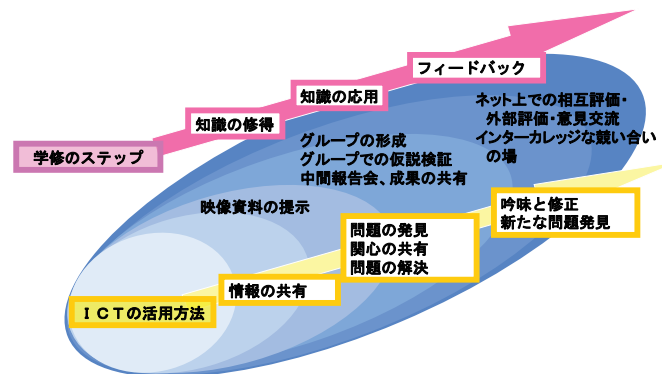 フィードバック
知識の応用
知識の修得
学修のステップ
ネット上での相互評価・
外部評価・意見交流
インターカレッジな競い合い
の場
グループの形成
グループでの仮説検証
中間報告会、成果の共有
映像資料の提示
吟味と修正
新たな問題発見
問題の発見
関心の共有
問題の解決
情報の共有
ＩＣＴの活用方法